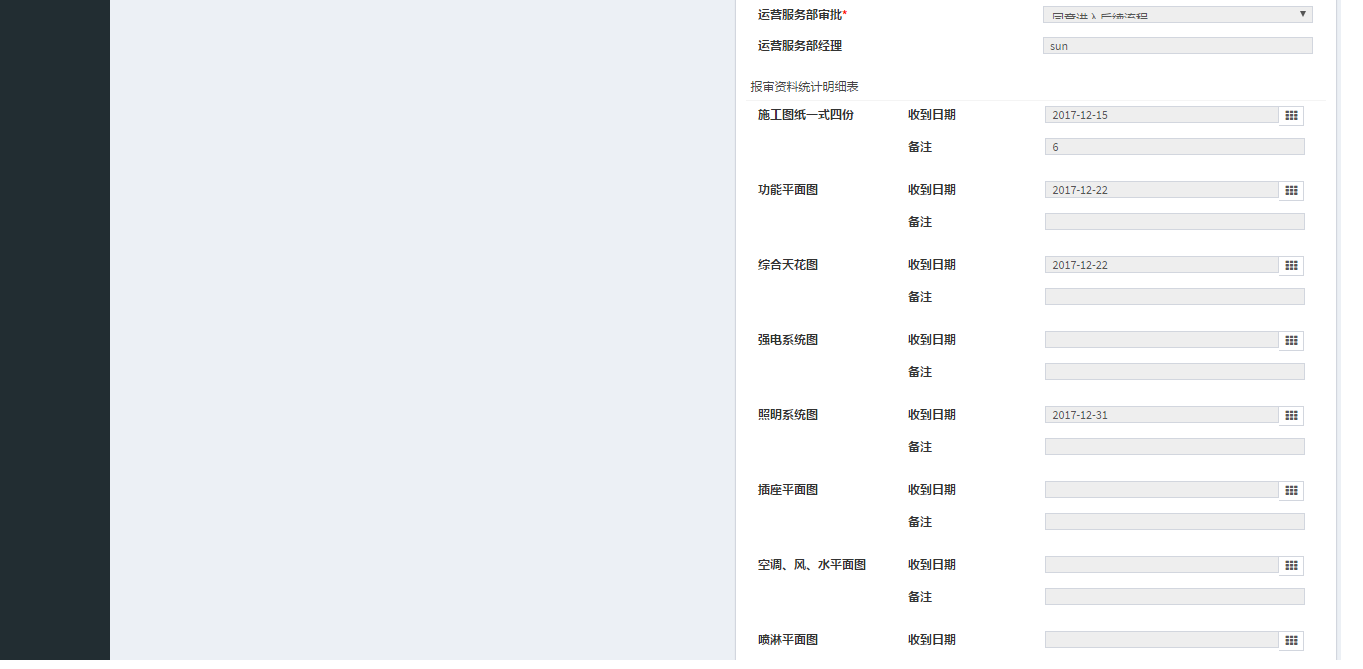 运营服务部审批* 同意进入后续流程
运营服务部经理 sun
报审资料统计明细表
施工图纸一式四份 收到日期 2017-12-15
备注 6
功能平面图 收到日期 2017-12-22
备注
综合天花图 收到日期 2017-12-22
备注
强电系统图 收到日期
备注
照明系统图 收到日期 2017-12-31
备注
插座平面图 收到日期
备注
空调、风、水平面图 收到日期
备注
喷淋平面图 收到日期